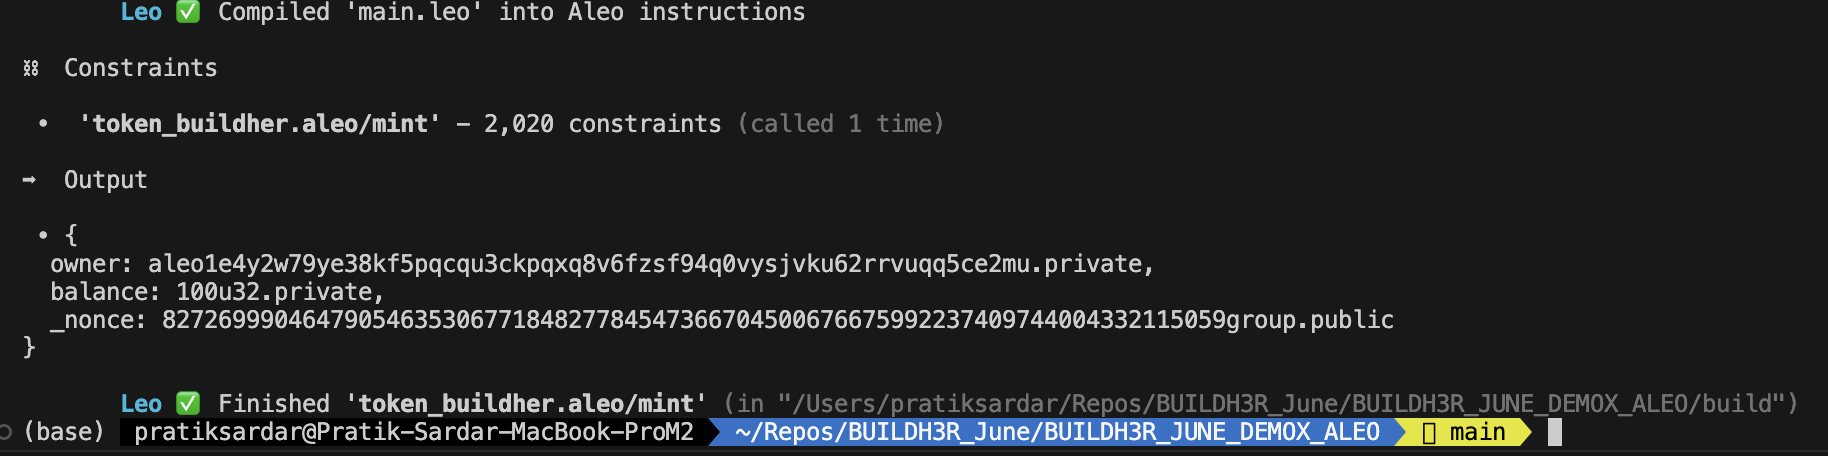 Leo ✅ Compiled 'main.leo' into Aleo instructions
⛓ Constraints
• 'token_buildher.aleo/mint' - 2,020 constraints (called 1 time)
➡ Output
• {
owner: aleo1e4y2w79ye38kf5pqcqu3ckpqxq8v6fzsf94q0vysjvku62rrvuqq5ce2mu.private,
balance: 100u32.private,
_nonce: 8272699904647905463530677184827784547366704500676675992237409744004332115059group.public
}
Leo ✅ Finished 'token_buildher.aleo/mint' (in "/Users/pratiksardar/Repos/BUILDH3R_June/BUILDH3R_JUNE_DEMOX_ALEO/build")
(base) pratiksardar@Pratik-Sardar-MacBook-ProM2 ~/Repos/BUILDH3R_June/BUILDH3R_JUNE_DEMOX_ALEO main